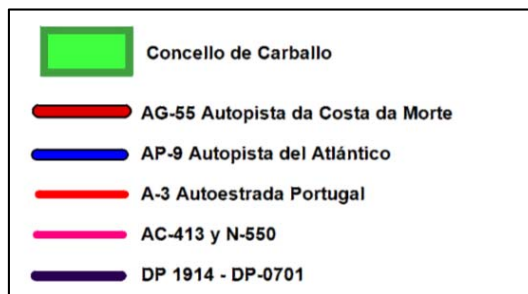 Concello de Carballo
AG-55 Autopista da Costa da Morte
AP-9 Autopista del Atlántico
A-3 Autoestrada Portugal
AC-413 y N-550
DP 1914 - DP-0701